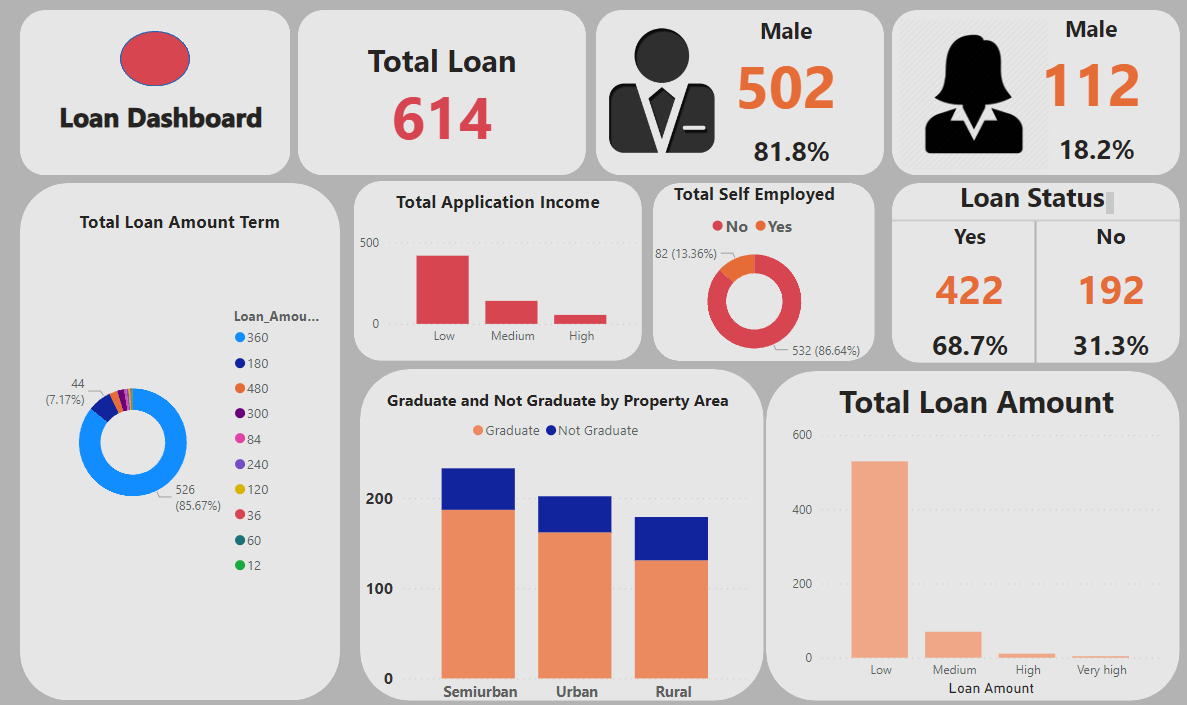 Loan Dashboard
Total Loan
614
Male
502
81.8%
Male
112
18.2%
Total Loan Amount Term
Loan_Amou...
360
180
480
300
84
240
120
36
60
12
44
(7.17%)
526
(85.67%)
Total Application Income
500
0
Low Medium High
Total Self Employed
No Yes
82 (13.36%)
532 (86.64%)
Loan Status
Yes No
422 192
68.7% 31.3%
Graduate and Not Graduate by Property Area
Graduate Not Graduate
200
100
0
Semiurban Urban Rural
Total Loan Amount
600
400
200
0
Low Medium High Very high
Loan Amount